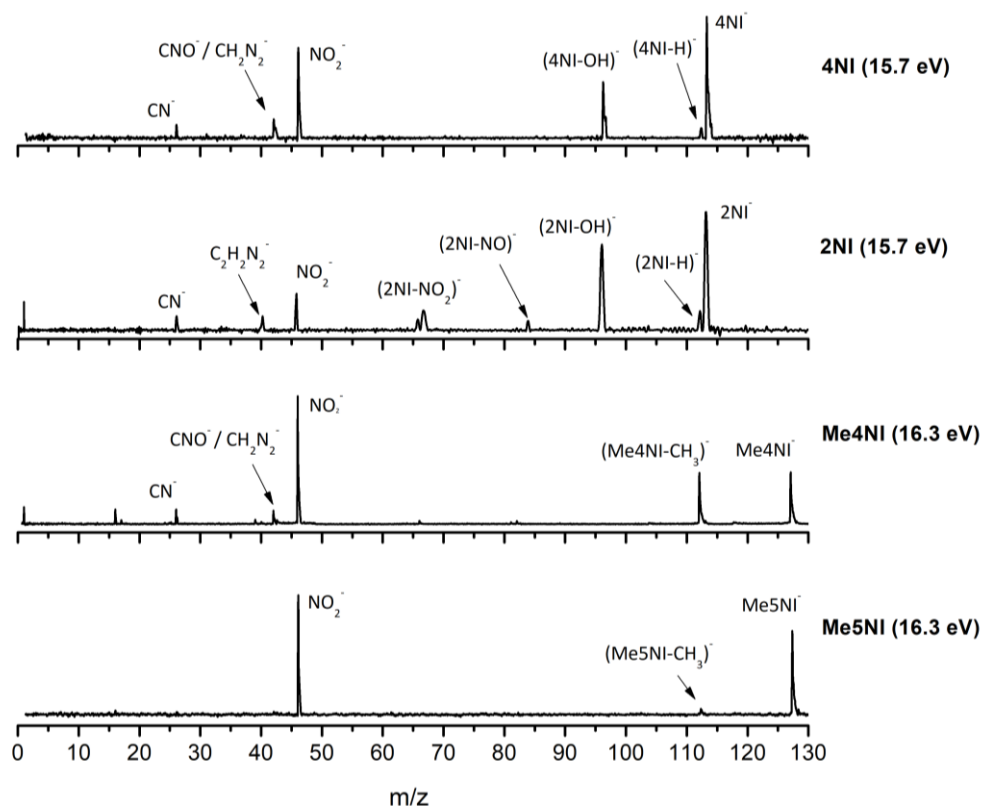 4NI⁻
CNO⁻ / CH₂N₂⁻
NO₂⁻
(4NI-OH)⁻
(4NI-H)⁻
4NI (15.7 eV)
CN⁻
2NI⁻
(2NI-OH)⁻
(2NI-NO)⁻
2NI (15.7 eV)
C₂H₂N₂⁻
(2NI-H)⁻
NO₂⁻
(2NI-NO₂)⁻
CN⁻
NO₂⁻
CNO⁻ / CH₂N₂⁻
(Me4NI-CH₃)⁻
Me4NI⁻
Me4NI (16.3 eV)
CN⁻
NO₂⁻
Me5NI⁻
Me5NI (16.3 eV)
(Me5NI-CH₃)⁻
0 10 20 30 40 50 60 70 80 90 100 110 120 130
m/z